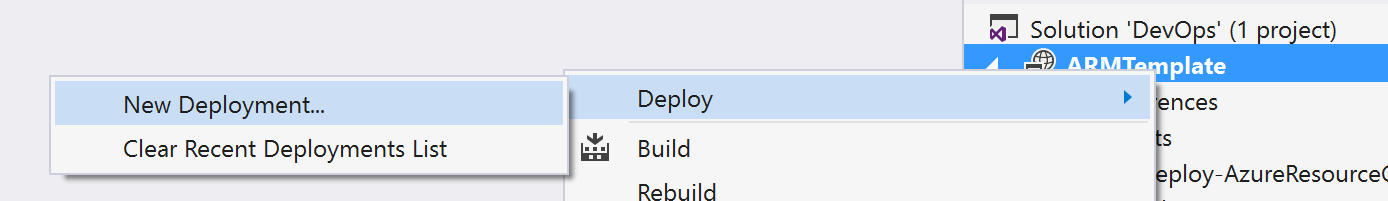 Solution 'DevOps' (1 project)
ARMTemplate
New Deployment...
Deploy
Clear Recent Deployments List
Build
Rebuild